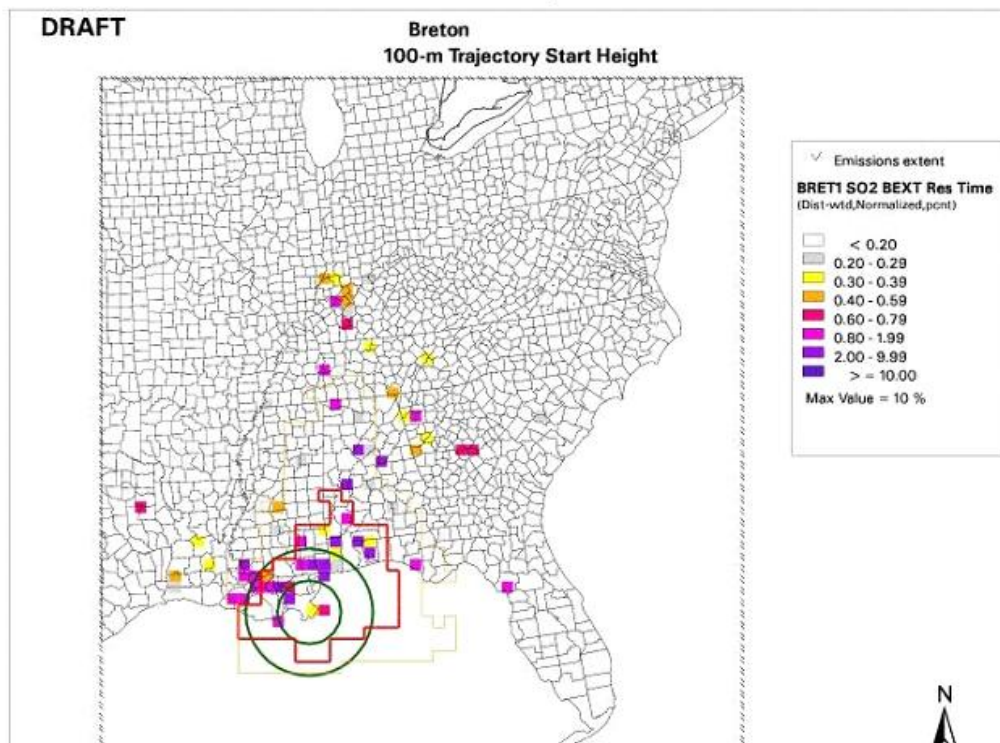 DRAFT
Breton
100-m Trajectory Start Height
Emissions extent
BRET1 SO2 BEXT Res Time
(Dist-wtd,Normalized,pcnt)
< 0.20
0.20 - 0.29
0.30 - 0.39
0.40 - 0.59
0.60 - 0.79
0.80 - 1.99
2.00 - 9.99
> = 10.00
Max Value = 10 %
N